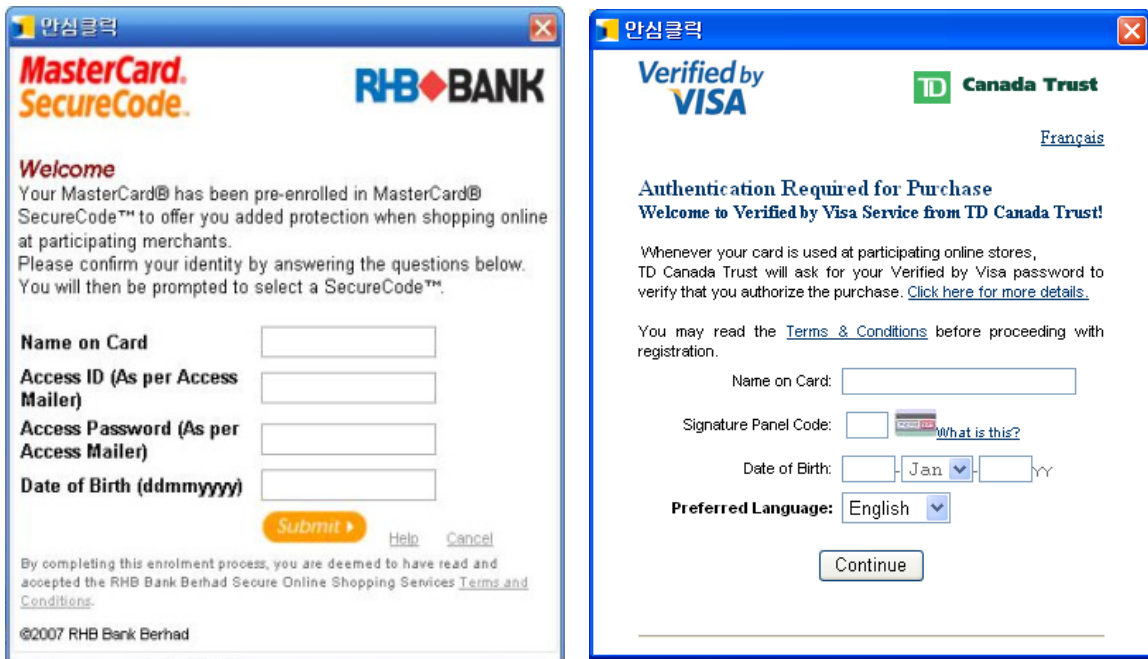 안심클릭
MasterCard.
SecureCode.
RHB BANK
Welcome
Your MasterCard® has been pre-enrolled in MasterCard®
SecureCode™ to offer you added protection when shopping online
at participating merchants.
Please confirm your identity by answering the questions below.
You will then be prompted to select a SecureCode™.
Name on Card
Access ID (As per Access
Mailer)
Access Password (As per
Access Mailer)
Date of Birth (ddmmyyyy)
Submit
Help Cancel
By completing this enrolment process, you are deemed to have read and
accepted the RHB Bank Berhad Secure Online Shopping Services Terms and
Conditions.
©2007 RHB Bank Berhad
안심클릭
Verified by
VISA
TD Canada Trust
Français
Authentication Required for Purchase
Welcome to Verified by Visa Service from TD Canada Trust!
Whenever your card is used at participating online stores,
TD Canada Trust will ask for your Verified by Visa password to
verify that you authorize the purchase. Click here for more details.
You may read the Terms & Conditions before proceeding with
registration.
Name on Card:
Signature Panel Code: What is this?
Date of Birth: - Jan - YY
Preferred Language: English
Continue